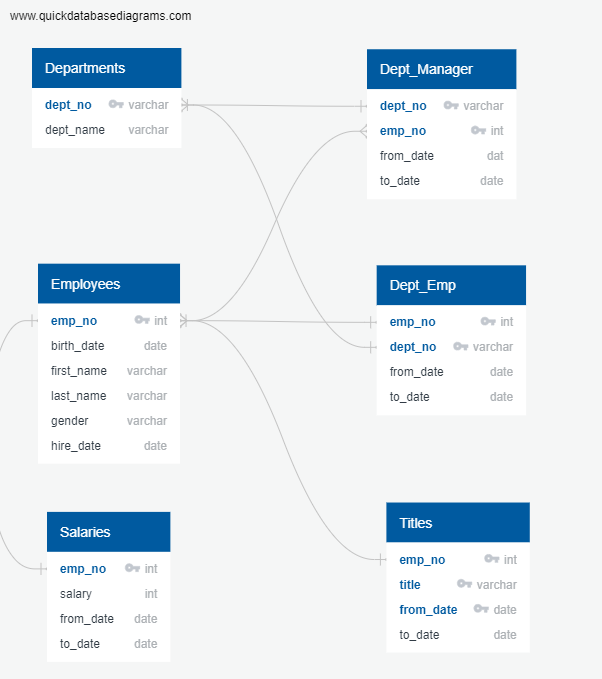 www.quickdatabasediagrams.com
Departments
dept_no varchar
dept_name varchar
Dept_Manager
dept_no varchar
emp_no int
from_date dat
to_date date
Employees
emp_no int
birth_date date
first_name varchar
last_name varchar
gender varchar
hire_date date
Dept_Emp
emp_no int
dept_no varchar
from_date date
to_date date
Salaries
emp_no int
salary int
from_date date
to_date date
Titles
emp_no int
title varchar
from_date date
to_date date